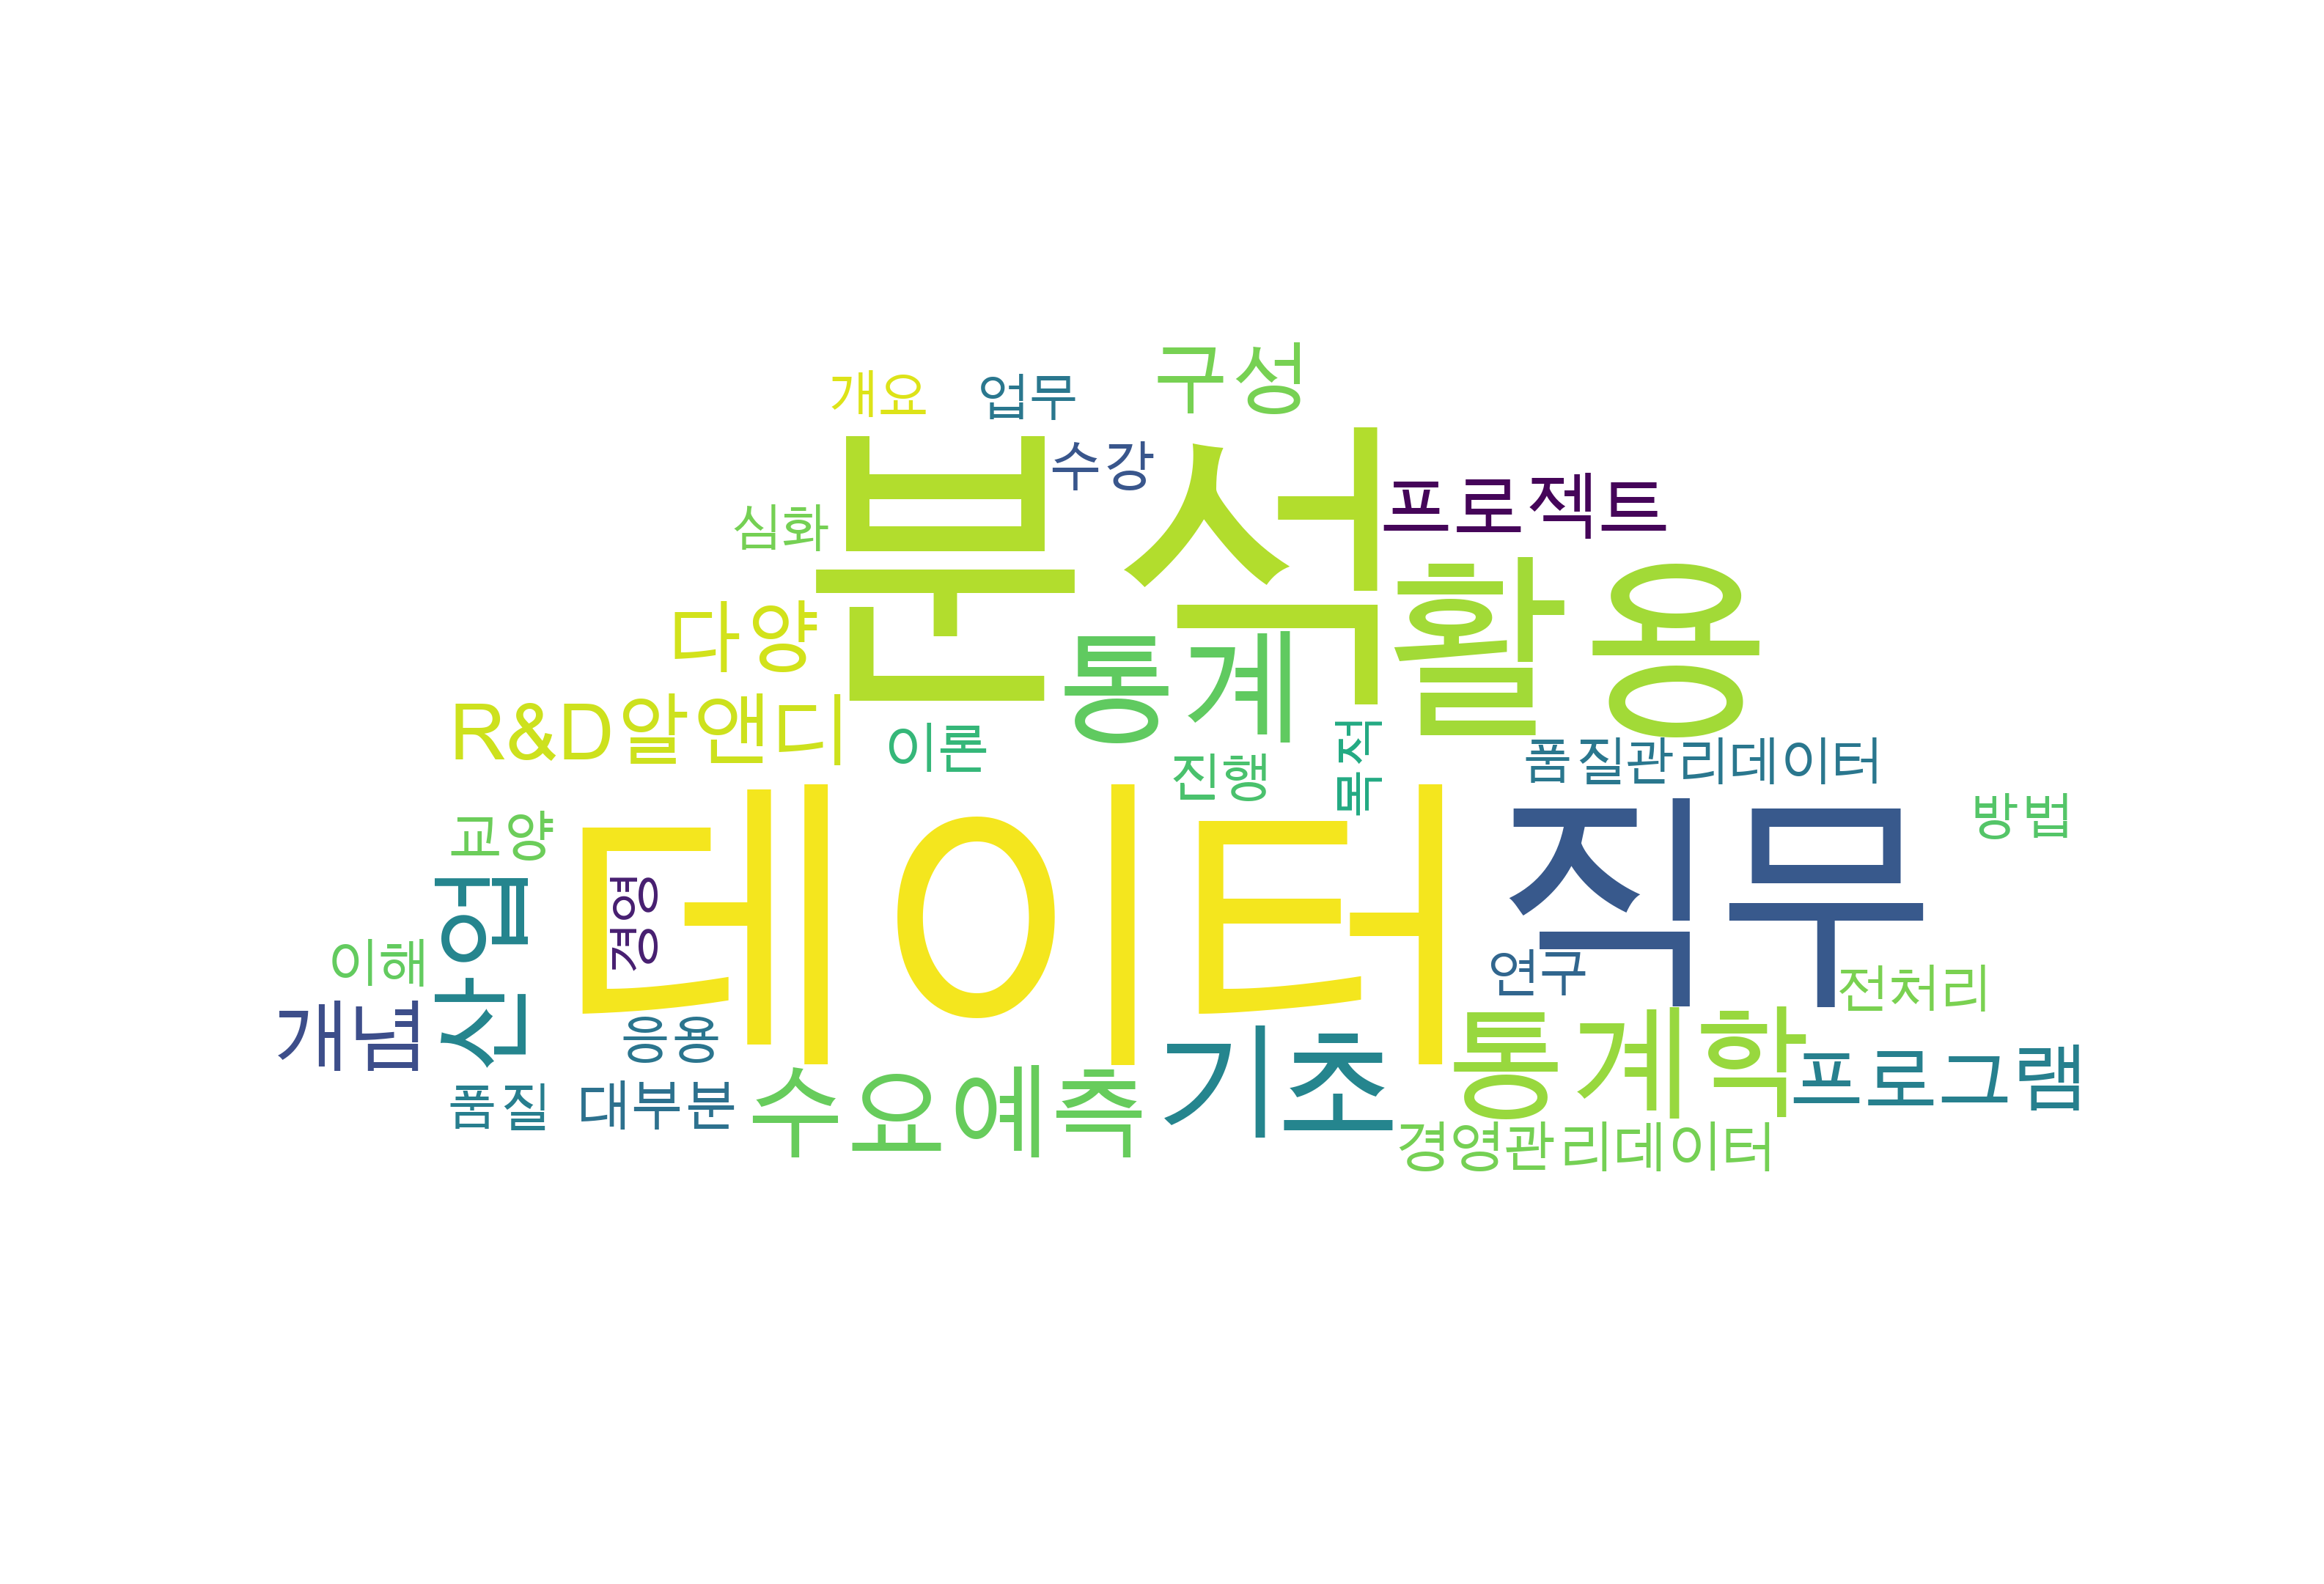 구성
개요
업무
수강
분석
프로젝트
심화
활용
다양
통계
R&D알앤디
이론
진행
목적
품질관리데이터
방법
교양
데이터
직무
산업
경영
이해
연구
전처리
개념
응용
기초
통계학
프로그램
품질
대부분
수요예측
경영관리데이터